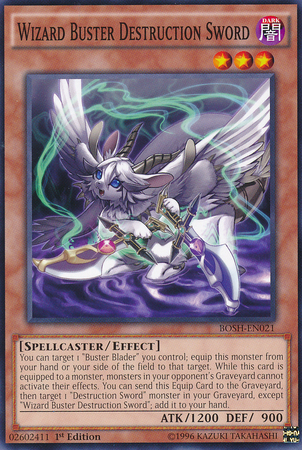 Wizard Buster Destruction Sword
DARK
闇
BOSH-EN021
[Spellcaster/Effect]
You can target 1 "Buster Blader" you control; equip this monster from
your hand or your side of the field to that target. While this card is
equipped to a monster, monsters in your opponent's Graveyard cannot
activate their effects. You can send this Equip Card to the Graveyard,
then target 1 "Destruction Sword" monster in your Graveyard, except
"Wizard Buster Destruction Sword"; add it to your hand.
ATK/1200 DEF/ 900
02602411 1st Edition ©1996 KAZUKI TAKAHASHI